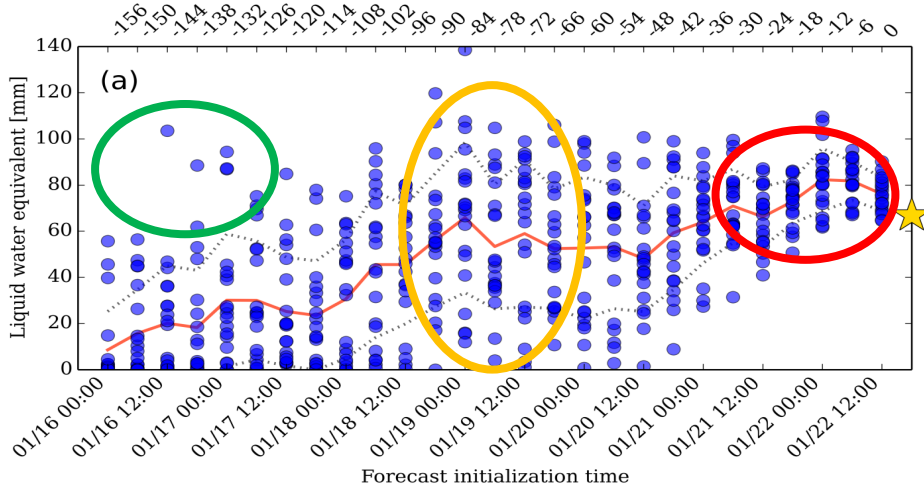 -156 -150 -144 -138 -132 -126 -120 -114 -108 -102 -96 -90 -84 -78 -72 -66 -60 -54 -48 -42 -36 -30 -24 -18 -12 -6 0
(a)
Liquid water equivalent [mm]
140
120
100
80
60
40
20
0
01/16 00:00 01/16 12:00 01/17 00:00 01/17 12:00 01/18 00:00 01/18 12:00 01/19 00:00 01/19 12:00 01/20 00:00 01/20 12:00 01/21 00:00 01/21 12:00 01/22 00:00 01/22 12:00
Forecast initialization time